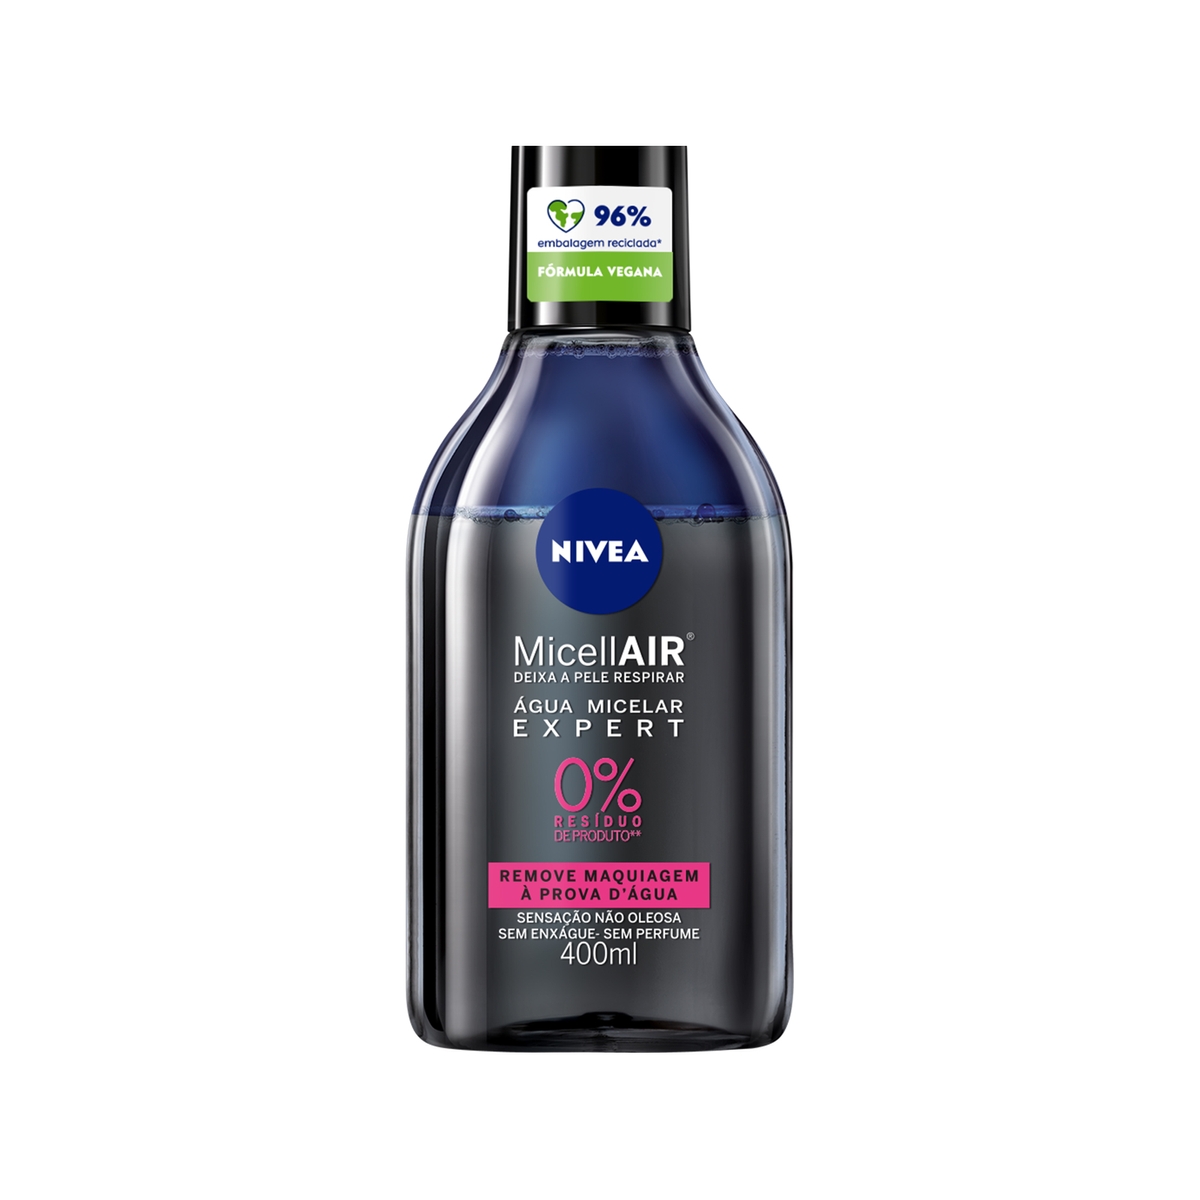 96%
embalagem reciclada*
FÓRMULA VEGANA
NIVEA
MicellAIR®
DEIXA A PELE RESPIRAR
ÁGUA MICELAR
EXPERT
0%
RESÍDUO
DE PRODUTO**
REMOVE MAQUIAGEM
À PROVA D'ÁGUA
SENSAÇÃO NÃO OLEOSA
SEM ENXÁGUE- SEM PERFUME
400ml